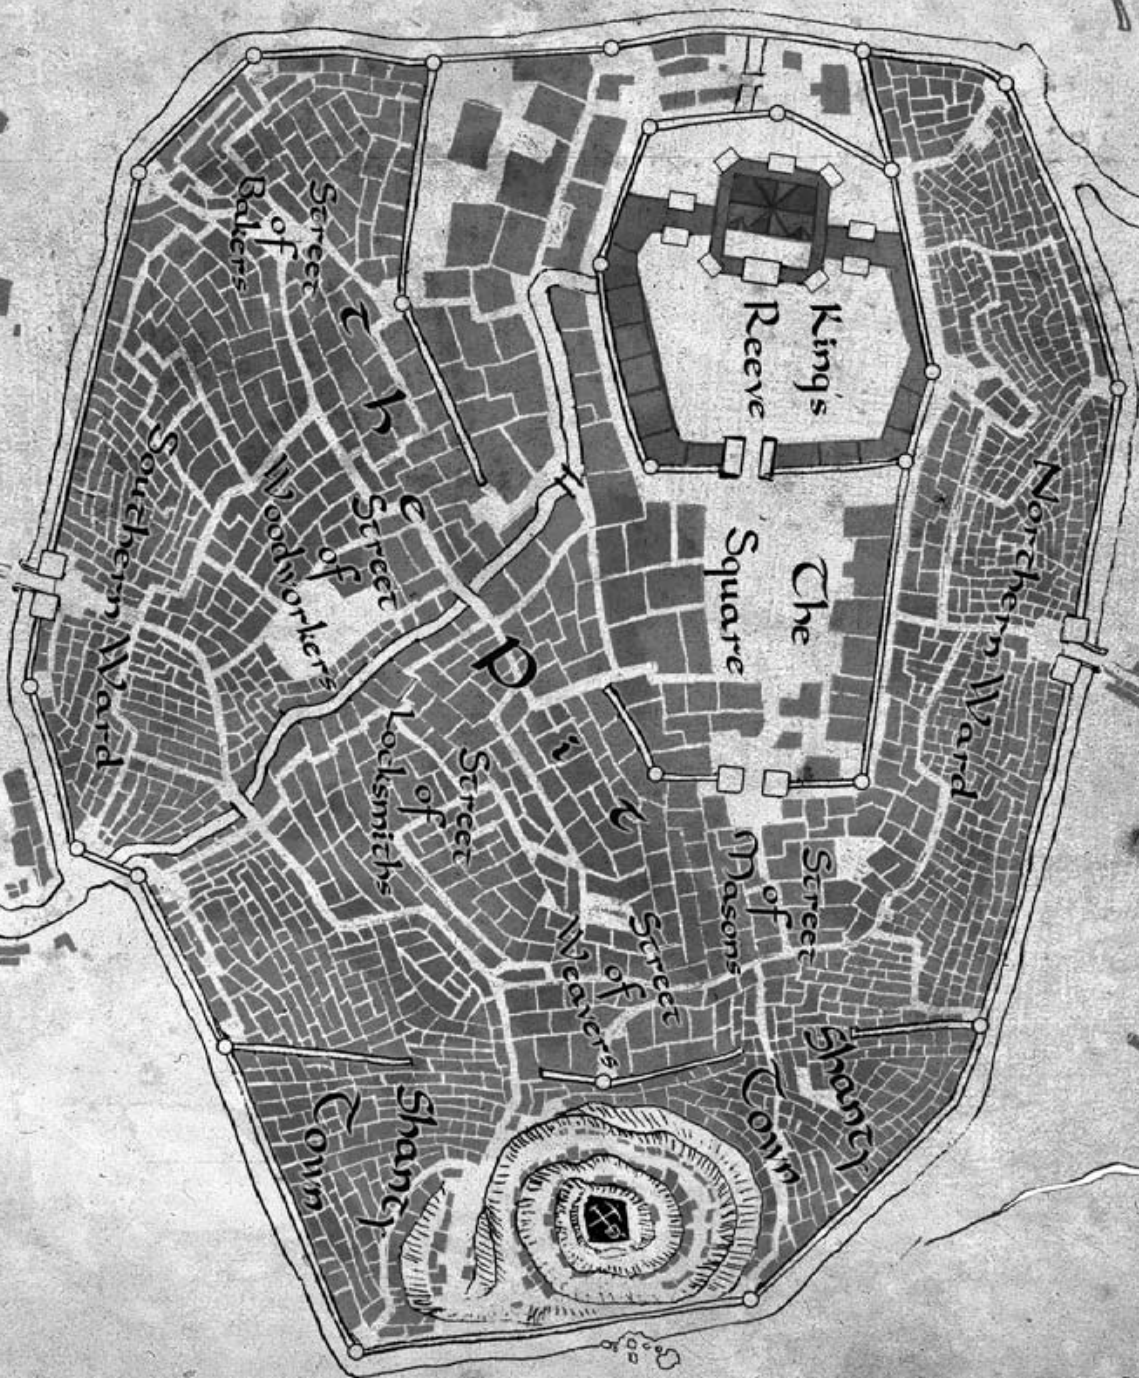 Northern Ward
King's
Reeve
The
Square
Street
of
Masons
Shanty
Town
the pit
Street
of
Weavers
Street
of
Bakers
Street
of
Woodworkers
Street
of
Locksmiths
Shanty
Town
Southern Ward